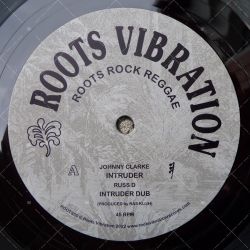 ROOTS VIBRATION
ROOTS ROCK REGGAE
JOHNNY CLARKE
A
INTRUDER
RUSS D
INTRUDER DUB
45 RPM